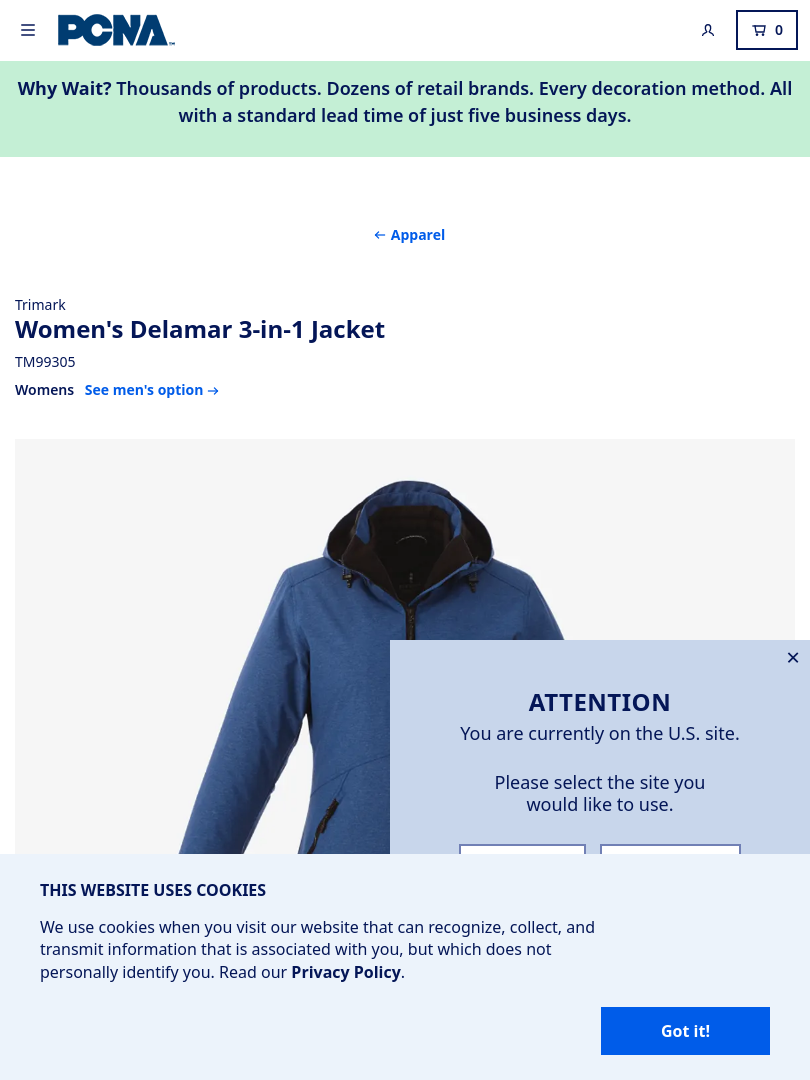 PCNA
0
Why Wait? Thousands of products. Dozens of retail brands. Every decoration method. All
with a standard lead time of just five business days.
← Apparel
Trimark
Women's Delamar 3-in-1 Jacket
TM99305
Womens See men's option →
ATTENTION
You are currently on the U.S. site.
Please select the site you
would like to use.
THIS WEBSITE USES COOKIES
We use cookies when you visit our website that can recognize, collect, and
transmit information that is associated with you, but which does not
personally identify you. Read our Privacy Policy.
Got it!